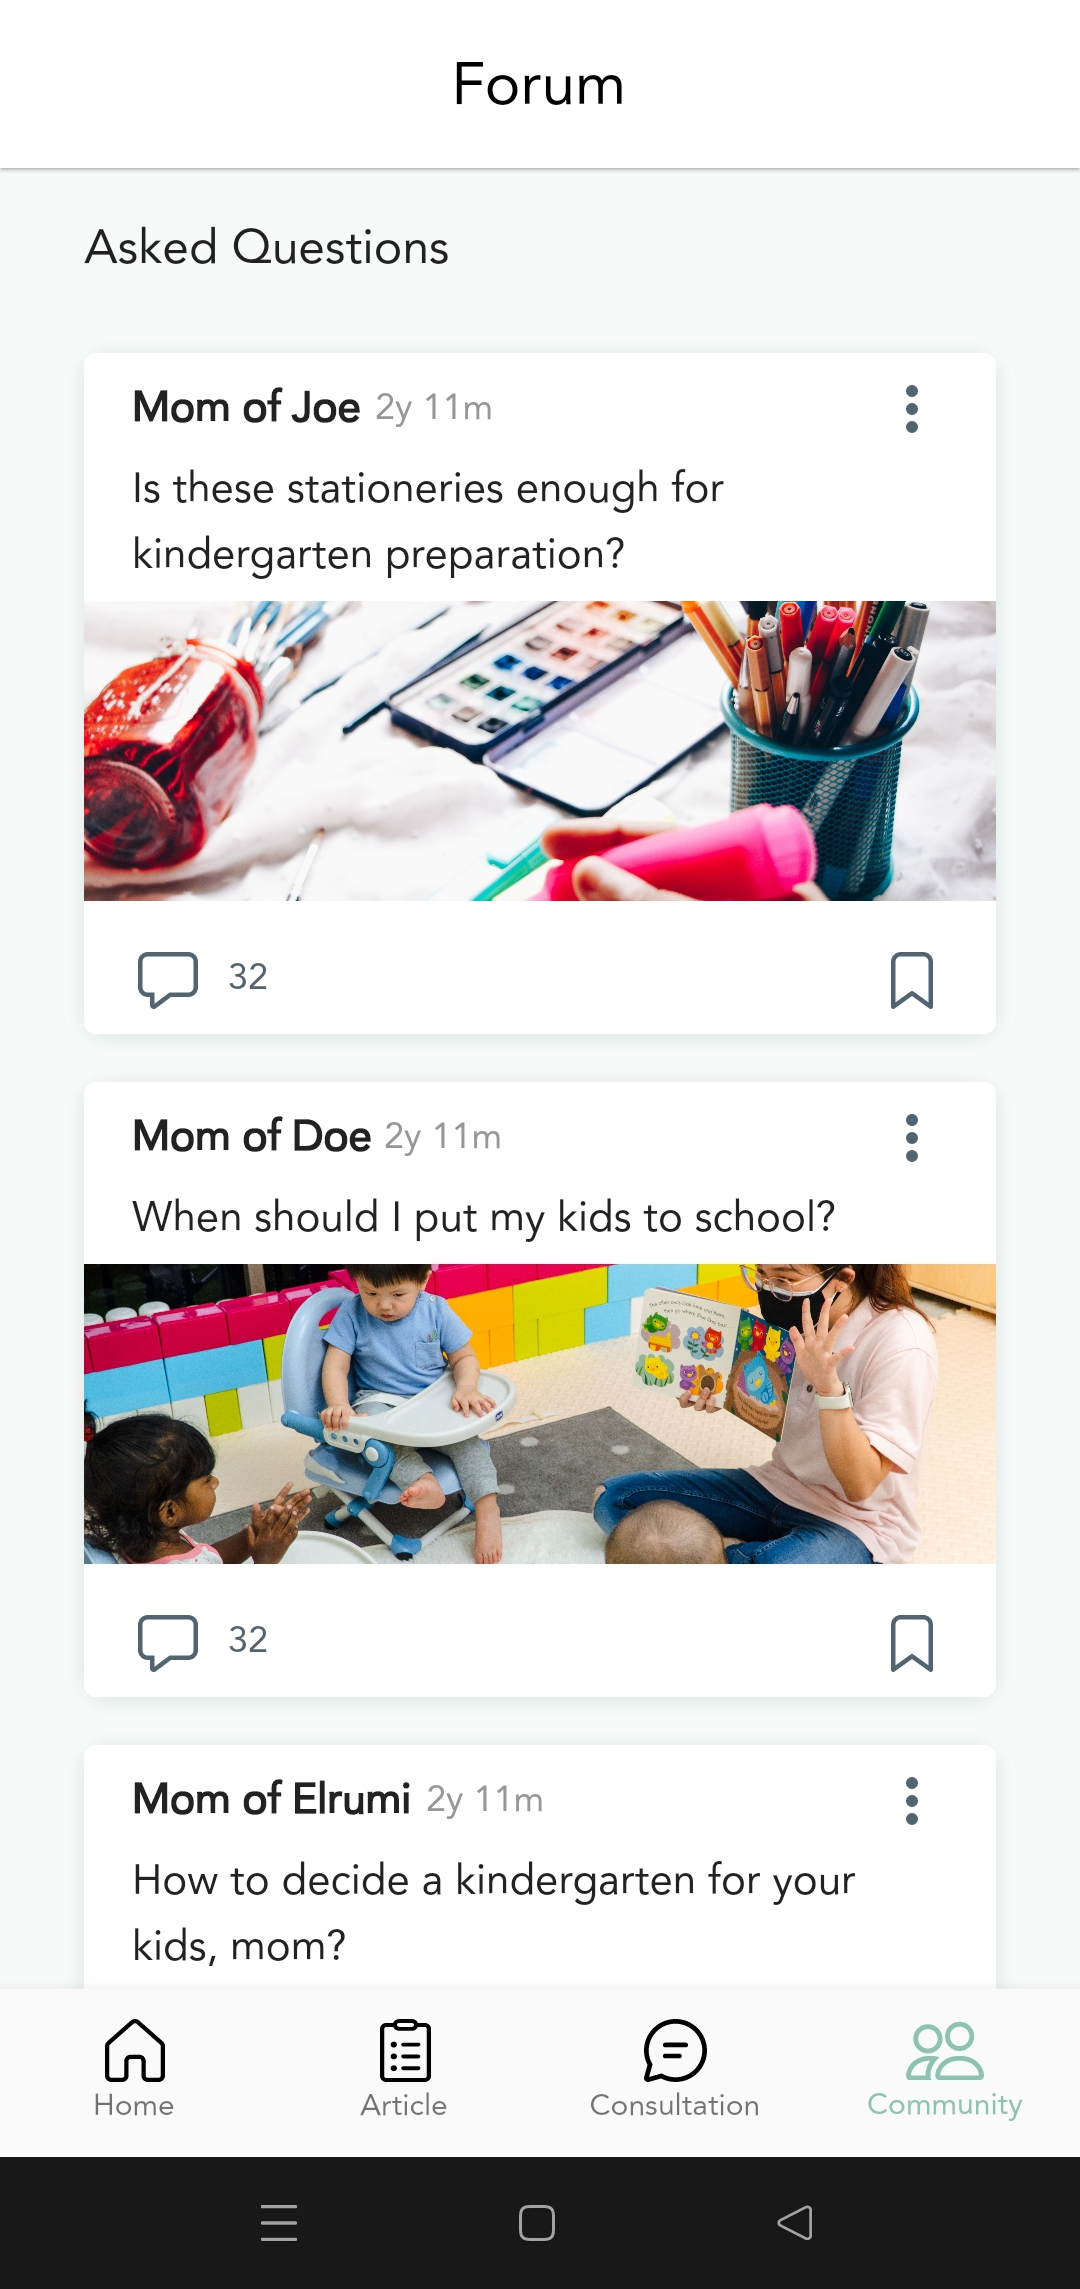 Forum
Asked Questions
Mom of Joe 2y 11m
Is these stationeries enough for
kindergarten preparation?
32
Mom of Doe 2y 11m
When should I put my kids to school?
32
Mom of Elrumi 2y 11m
How to decide a kindergarten for your
kids, mom?
Home
Article
Consultation
Community